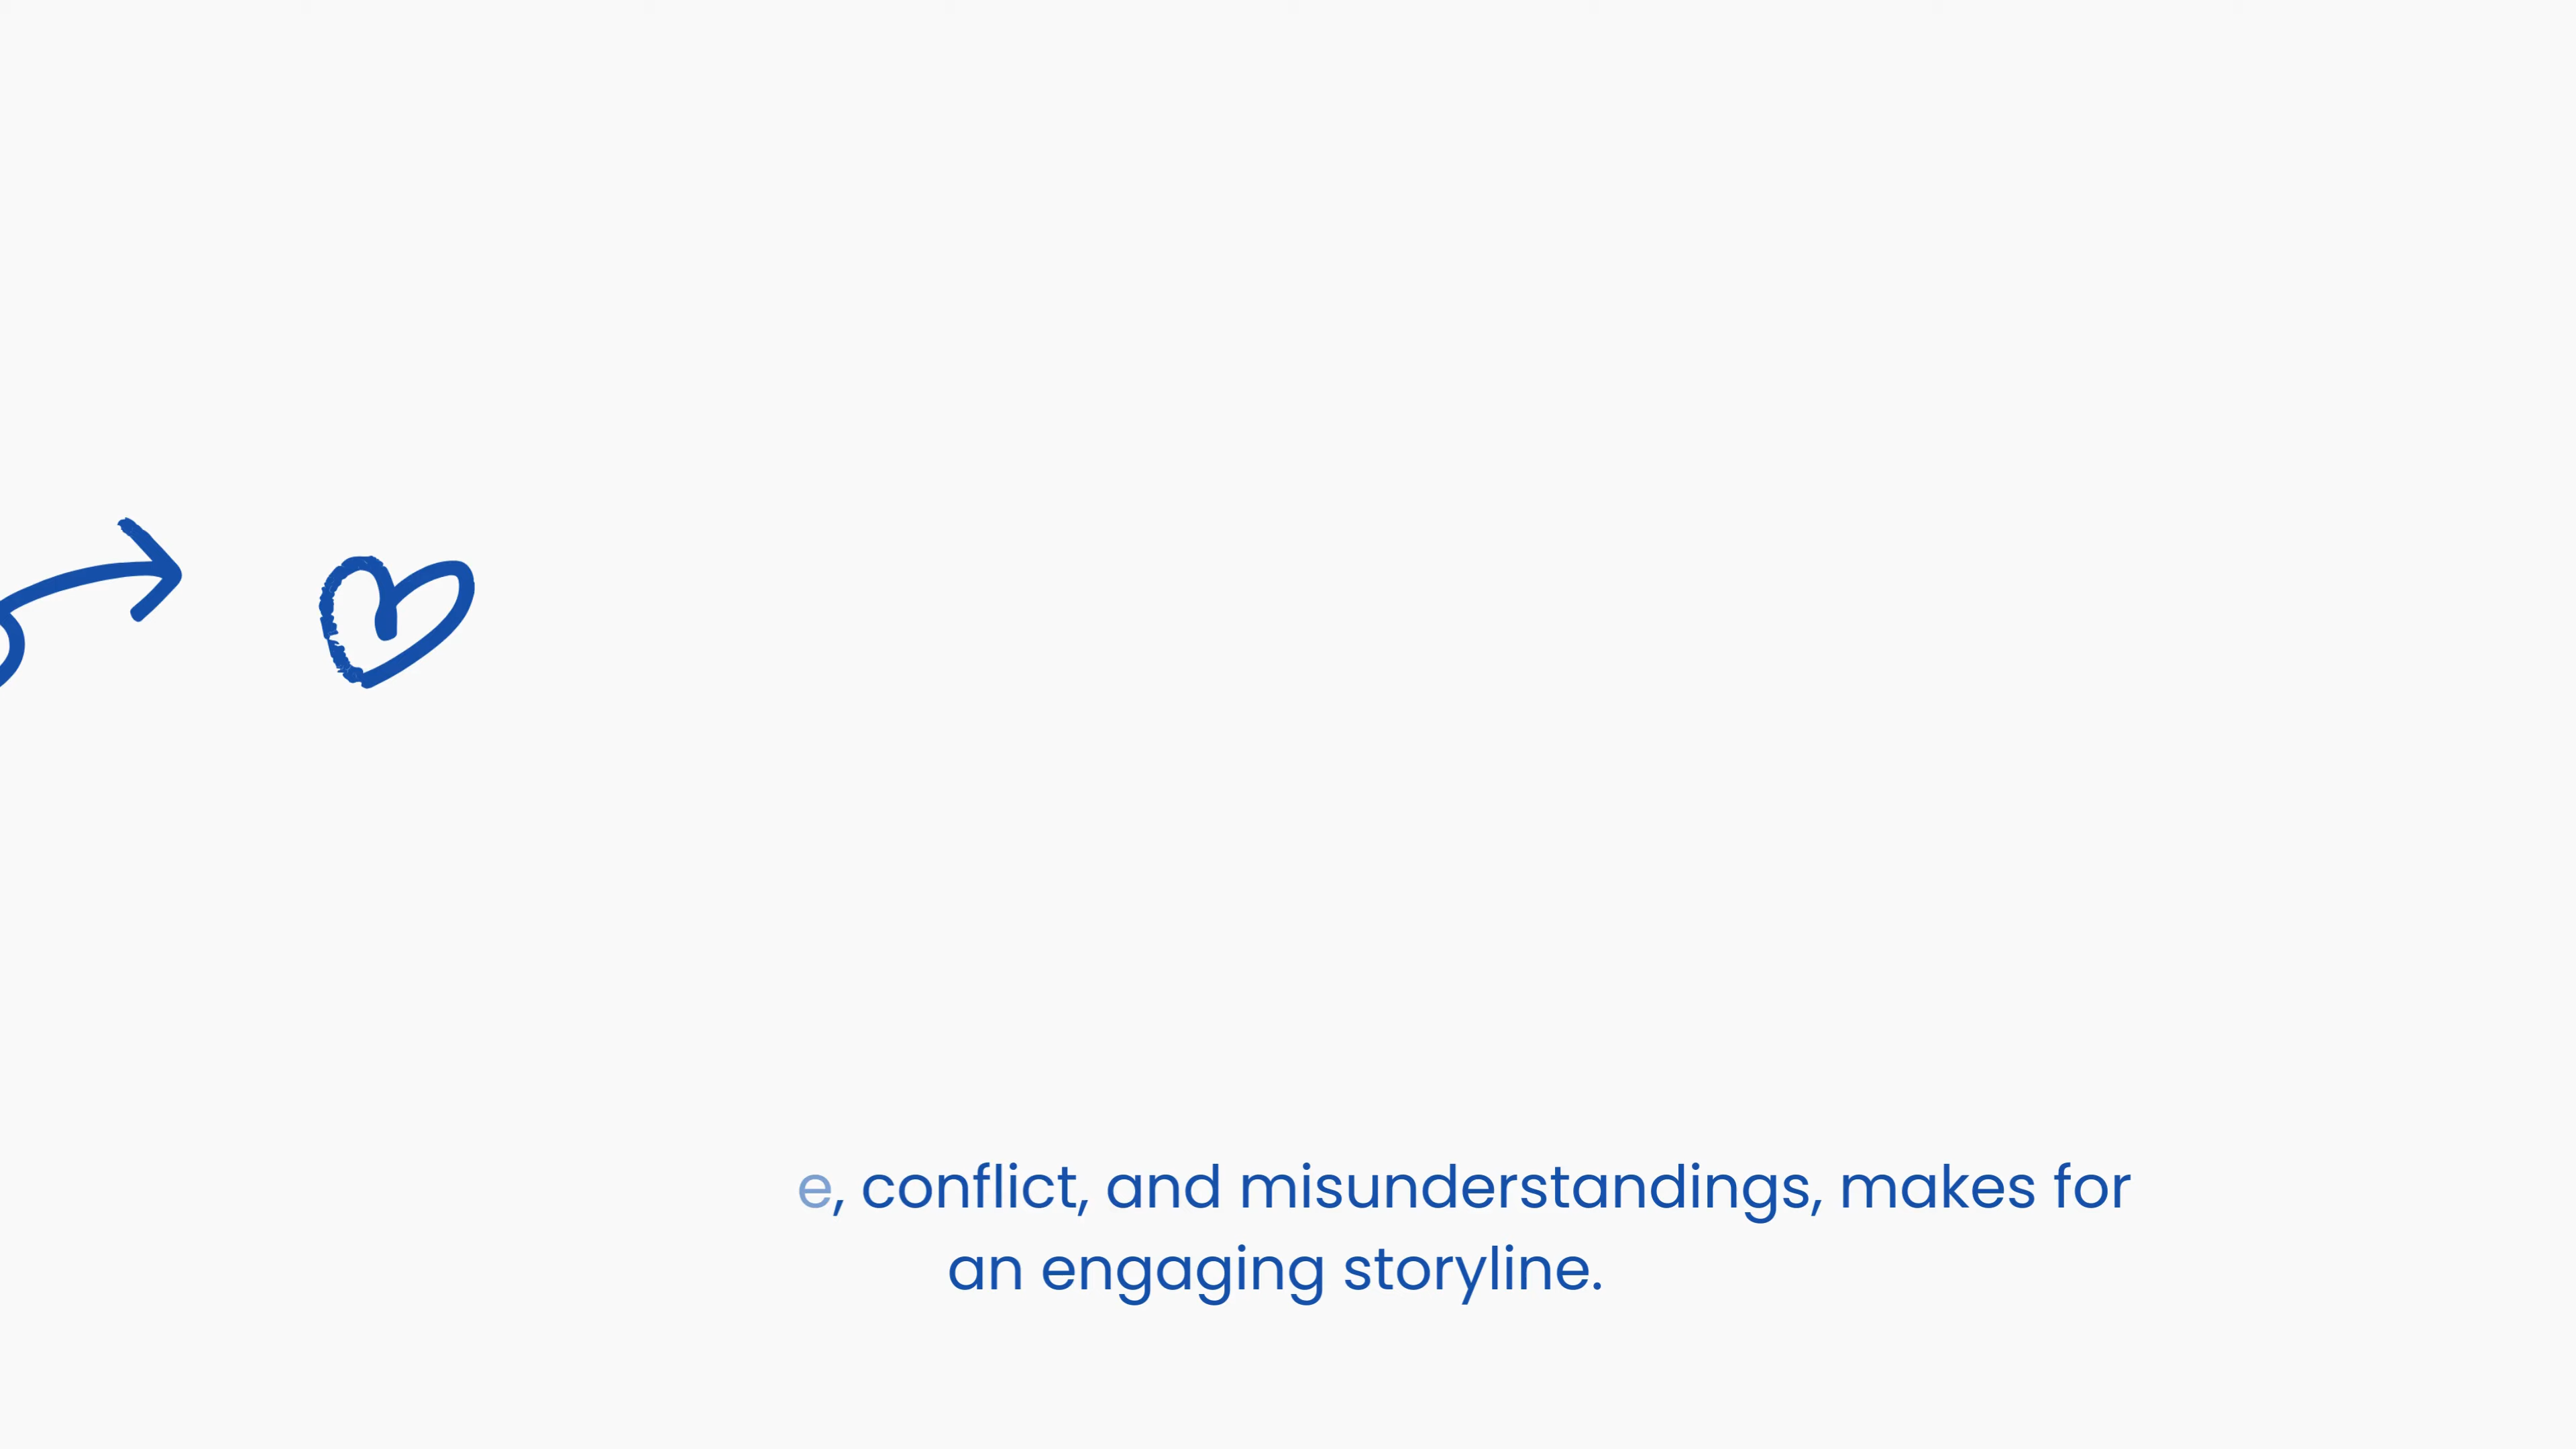 e, conflict, and misunderstandings, makes for
an engaging storyline.